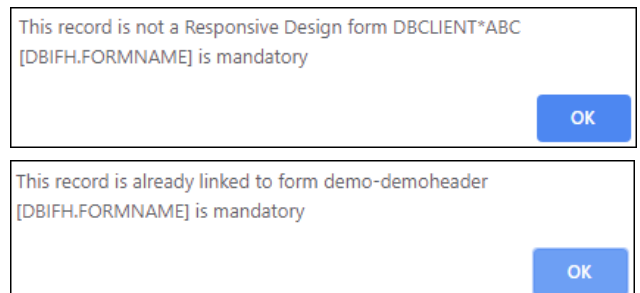 This record is not a Responsive Design form DBCLIENT*ABC
[DBIFH.FORMNAME] is mandatory
OK
This record is already linked to form demo-demoheader
[DBIFH.FORMNAME] is mandatory
OK